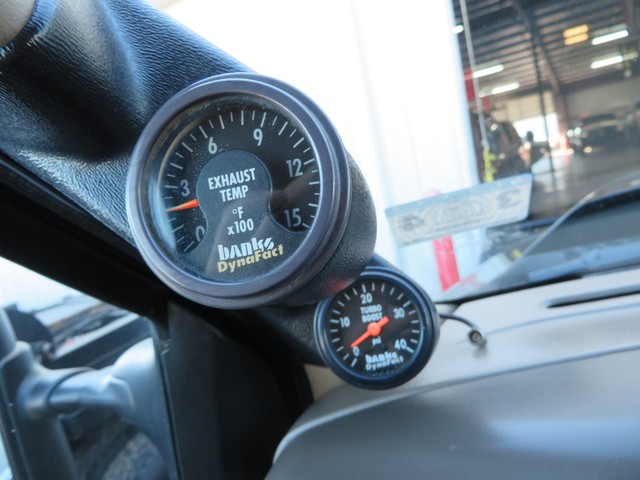 0
3
6
9
12
15
EXHAUST
TEMP
°F
x100
banks
DynaFact
0
10
20
30
40
TURBO
BOOST
PSI
banks
DynaFact